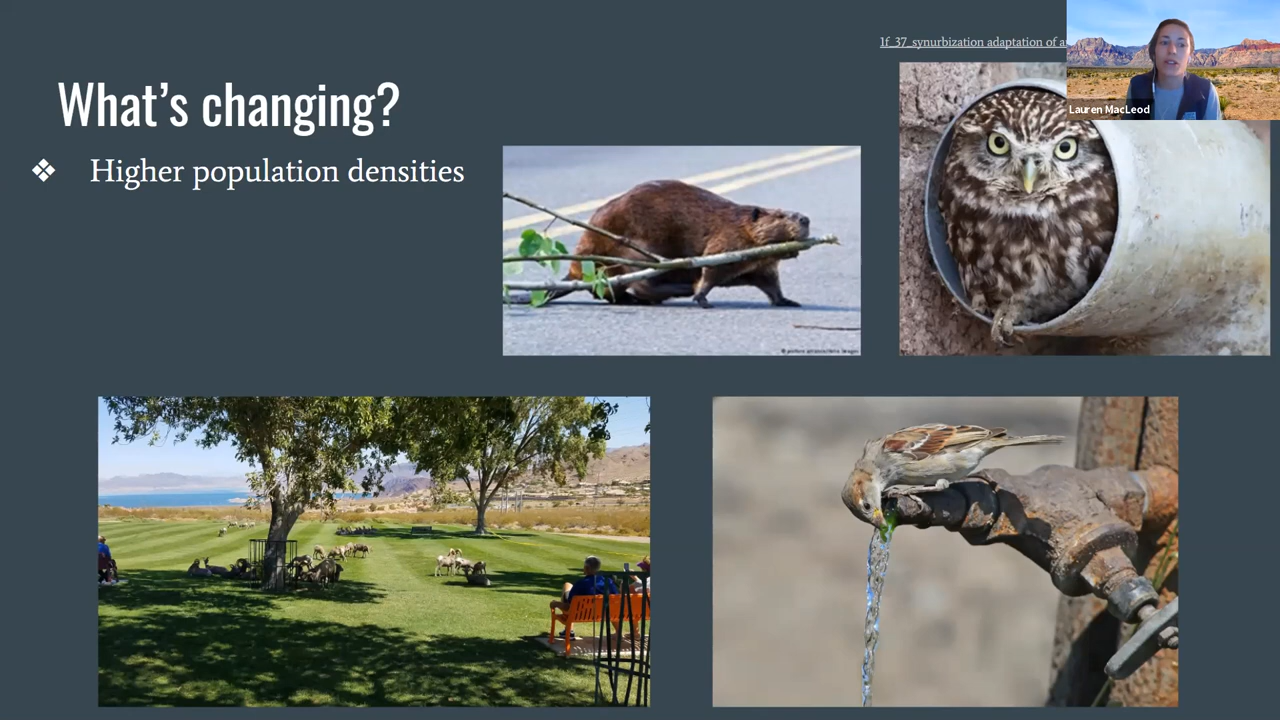 1f_37_synurbization adaptation of a
Lauren MacLeod
What's changing?
❖ Higher population densities